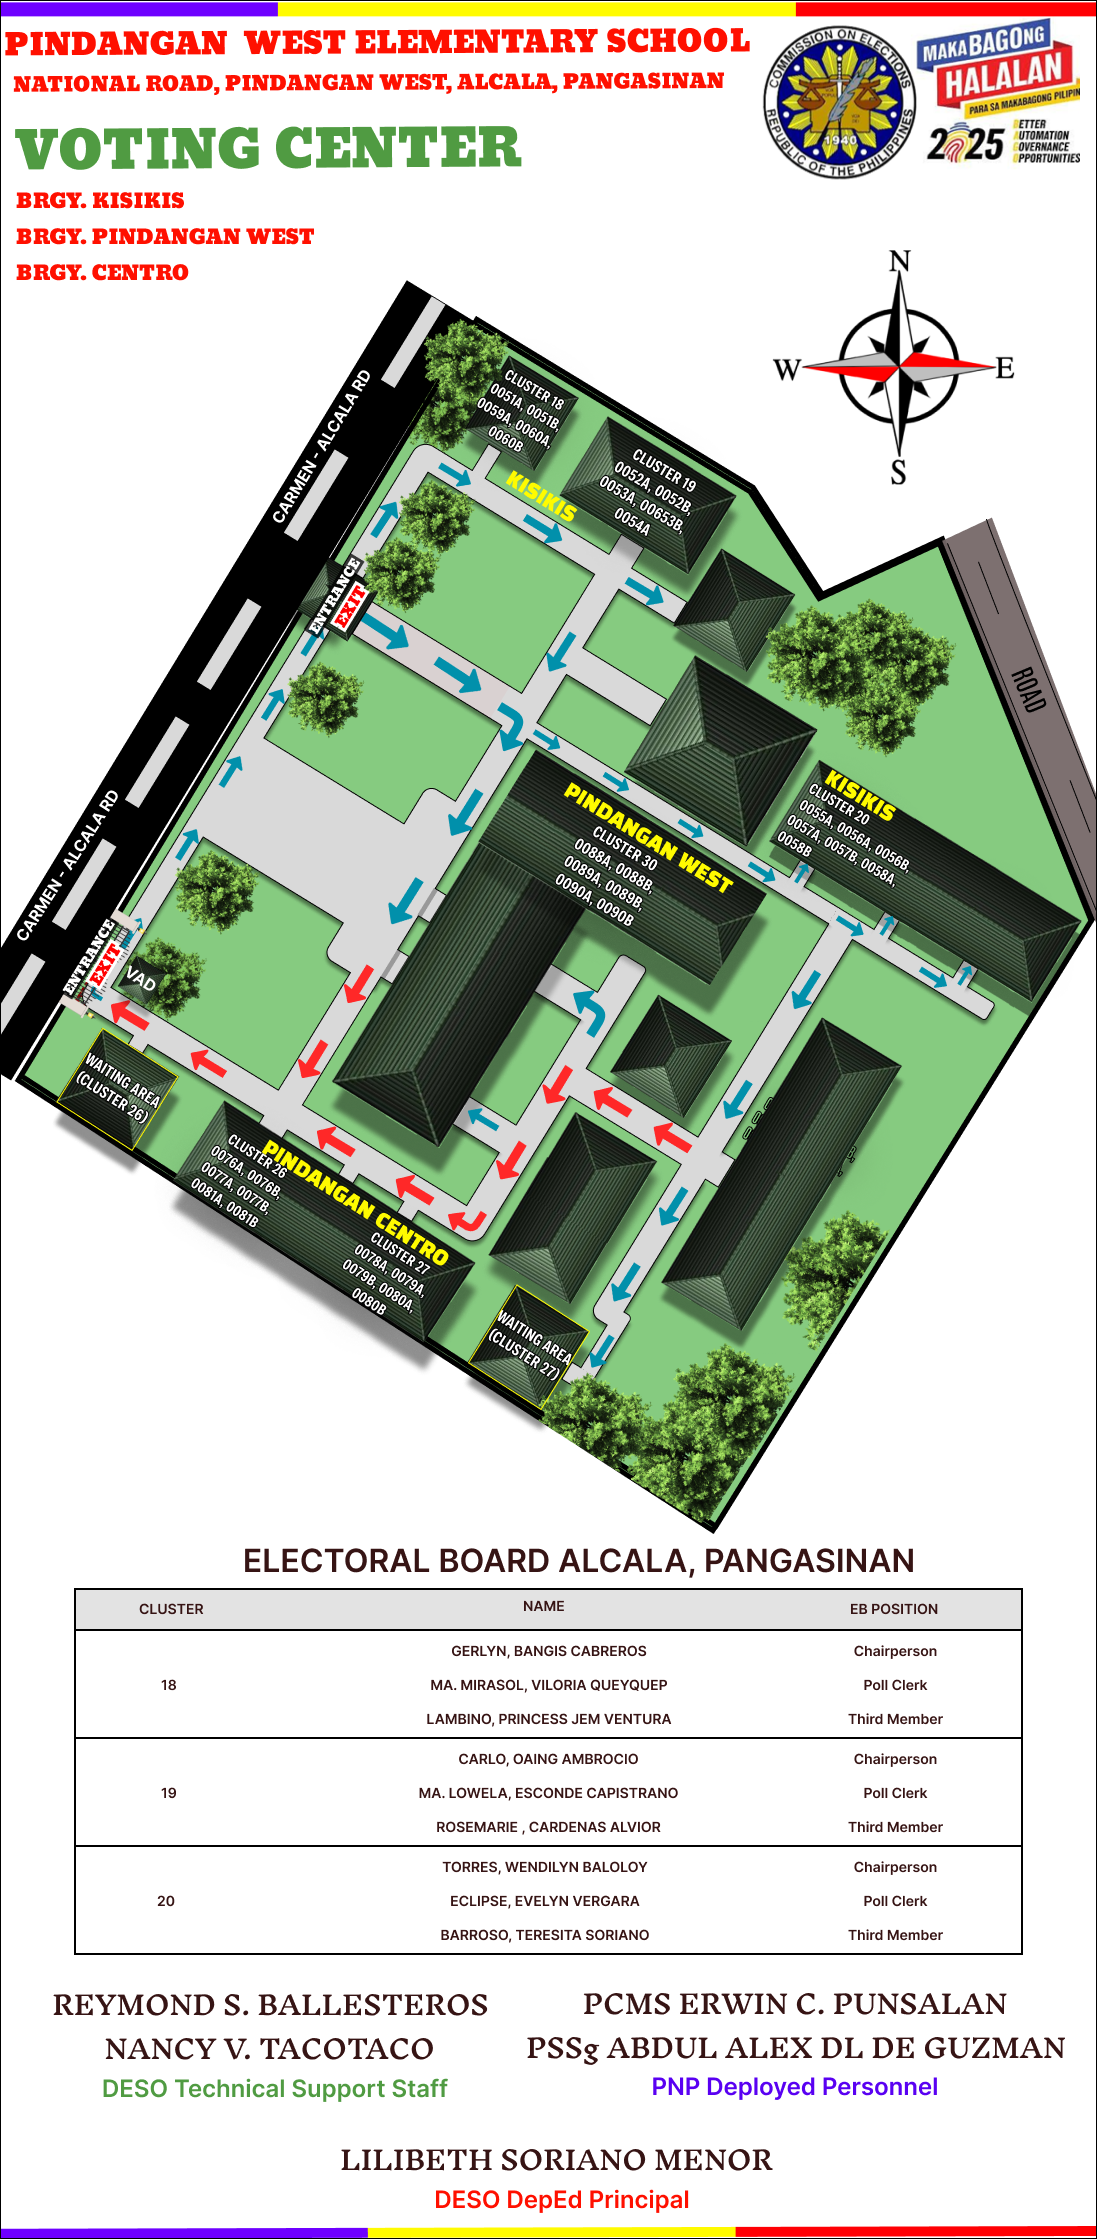 PINDANGAN WEST ELEMENTARY SCHOOL
NATIONAL ROAD, PINDANGAN WEST, ALCALA, PANGASINAN
VOTING CENTER
BRGY. KISIKIS
BRGY. PINDANGAN WEST
BRGY. CENTRO
COMMISSION ON ELECTIONS
1940
REPUBLIC OF THE PHILIPPINES
MAKABAGONG
HALALAN
PARA SA MAKABAGONG PILIPIN
2025
BETTER
AUTOMATION
GOVERNANCE
OPPORTUNITIES
N
W
E
S
CARMEN - ALCALA RD
CLUSTER 18
0051A, 0051B,
0059A, 0060A,
0060B
KISIKIS
CLUSTER 19
0052A, 0052B,
0053A, 00653B,
0054A
ENTRANCE
EXIT
ROAD
KISIKIS
CLUSTER 20
0055A, 0056A, 0056B,
0057A, 0057B, 0058A,
0058B
PINDANGAN WEST
CLUSTER 30
0088A, 0088B,
0089A, 0089B,
0090A, 0090B
CARMEN - ALCALA RD
ENTRANCE
EXIT
VAD
WAITING AREA
(CLUSTER 26)
PINDANGAN CENTRO
CLUSTER 26
0076A, 0076B,
0077A, 0077B,
0081A, 0081B
CLUSTER 27
0078A, 0079A,
0079B, 0080A,
0080B
WAITING AREA
(CLUSTER 27)
ELECTORAL BOARD ALCALA, PANGASINAN
CLUSTER NAME EB POSITION
GERLYN, BANGIS CABREROS Chairperson
18 MA. MIRASOL, VILORIA QUEYQUEP Poll Clerk
LAMBINO, PRINCESS JEM VENTURA Third Member
CARLO, OAING AMBROCIO Chairperson
19 MA. LOWELA, ESCONDE CAPISTRANO Poll Clerk
ROSEMARIE , CARDENAS ALVIOR Third Member
TORRES, WENDILYN BALOLOY Chairperson
20 ECLIPSE, EVELYN VERGARA Poll Clerk
BARROSO, TERESITA SORIANO Third Member
REYMOND S. BALLESTEROS
NANCY V. TACOTACO
DESO Technical Support Staff
PCMS ERWIN C. PUNSALAN
PSSg ABDUL ALEX DL DE GUZMAN
PNP Deployed Personnel
LILIBETH SORIANO MENOR
DESO DepEd Principal